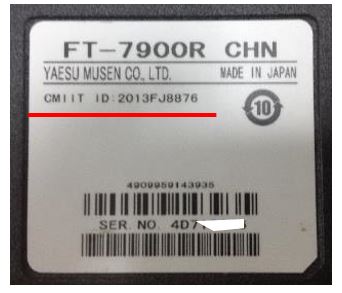 FT-7900R CHN
YAESU MUSEN CO., LTD. MADE IN JAPAN
CMIIT ID:2013FJ8876
10
4909959143935
SER. NO. 4D7